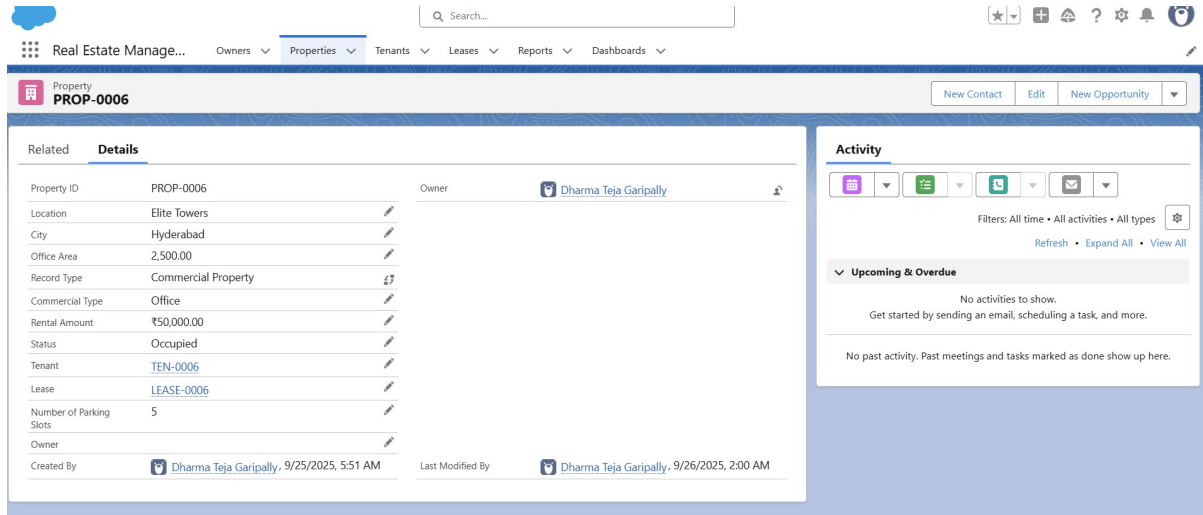 Search...
Real Estate Manage...
Owners
Properties
Tenants
Leases
Reports
Dashboards
Property
PROP-0006
New Contact
Edit
New Opportunity
Related
Details
Property ID PROP-0006
Owner Dharma Teja Garipally
Location Elite Towers
City Hyderabad
Office Area 2,500.00
Record Type Commercial Property
Commercial Type Office
Rental Amount ₹50,000.00
Status Occupied
Tenant TEN-0006
Lease LEASE-0006
Number of Parking 5
Slots
Owner
Created By Dharma Teja Garipally, 9/25/2025, 5:51 AM
Last Modified By Dharma Teja Garipally, 9/26/2025, 2:00 AM
Activity
Filters: All time • All activities • All types
Refresh • Expand All • View All
Upcoming & Overdue
No activities to show.
Get started by sending an email, scheduling a task, and more.
No past activity. Past meetings and tasks marked as done show up here.